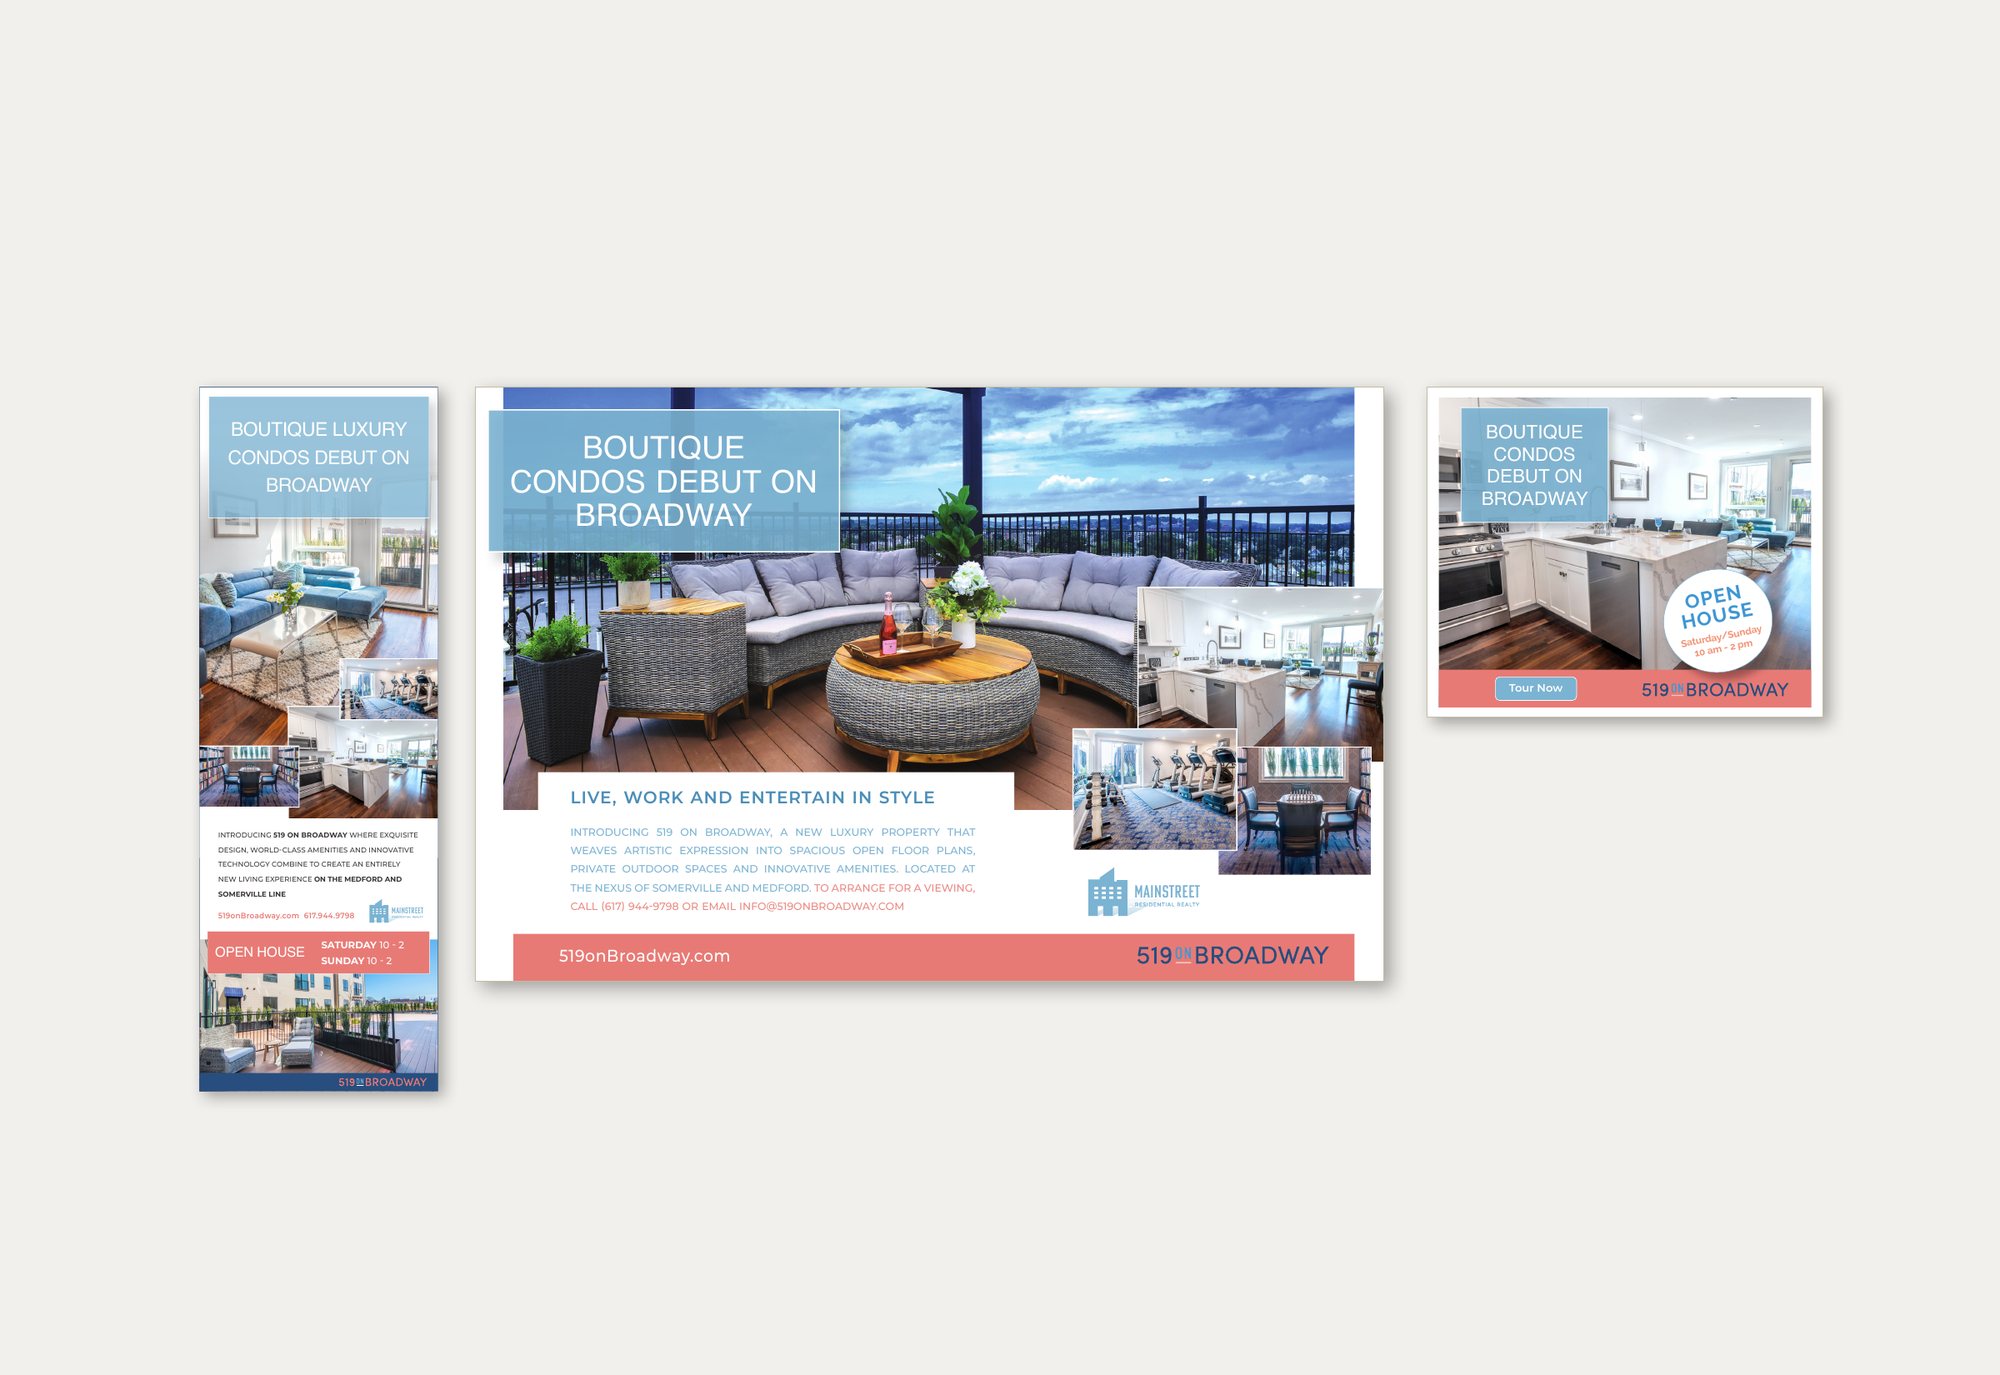 BOUTIQUE LUXURY
CONDOS DEBUT ON
BROADWAY
INTRODUCING 519 ON BROADWAY WHERE EXQUISITE
DESIGN, WORLD-CLASS AMENITIES AND INNOVATIVE
TECHNOLOGY COMBINE TO CREATE AN ENTIRELY
NEW LIVING EXPERIENCE ON THE MEDFORD AND
SOMERVILLE LINE
519onBroadway.com 617.944.9798
MAINSTREET
RESIDENTIAL REALTY
OPEN HOUSE
SATURDAY 10 - 2
SUNDAY 10 - 2
519 ON BROADWAY
BOUTIQUE
CONDOS DEBUT ON
BROADWAY
LIVE, WORK AND ENTERTAIN IN STYLE
INTRODUCING 519 ON BROADWAY, A NEW LUXURY PROPERTY THAT
WEAVES ARTISTIC EXPRESSION INTO SPACIOUS OPEN FLOOR PLANS,
PRIVATE OUTDOOR SPACES AND INNOVATIVE AMENITIES. LOCATED AT
THE NEXUS OF SOMERVILLE AND MEDFORD. TO ARRANGE FOR A VIEWING,
CALL (617) 944-9798 OR EMAIL INFO@519ONBROADWAY.COM
MAINSTREET
RESIDENTIAL REALTY
519onBroadway.com
519 ON BROADWAY
BOUTIQUE
CONDOS
DEBUT ON
BROADWAY
OPEN
HOUSE
Saturday/Sunday
10 am - 2 pm
Tour Now
519 ON BROADWAY